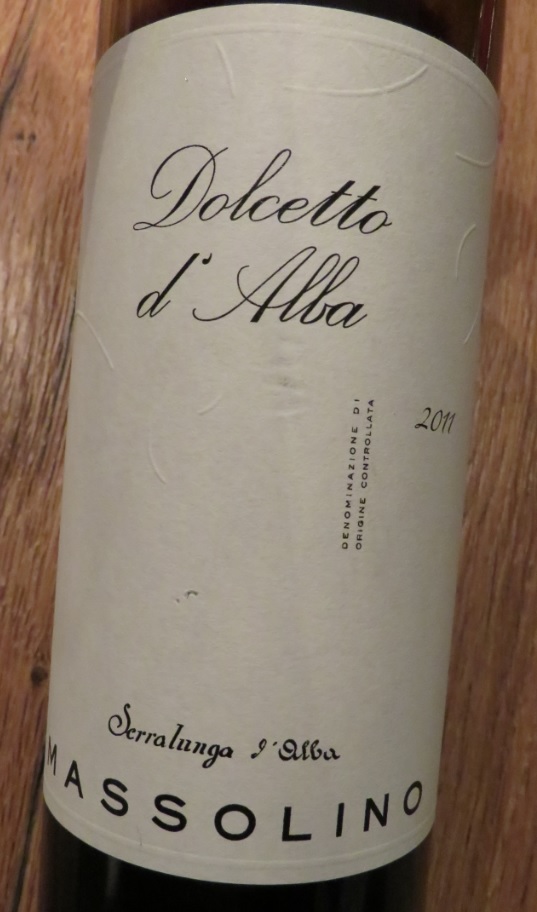 Dolcetto
d'Alba
2011
DENOMINAZIONE DI
ORIGINE CONTROLLATA
Serralunga d'Alba
MASSOLINO